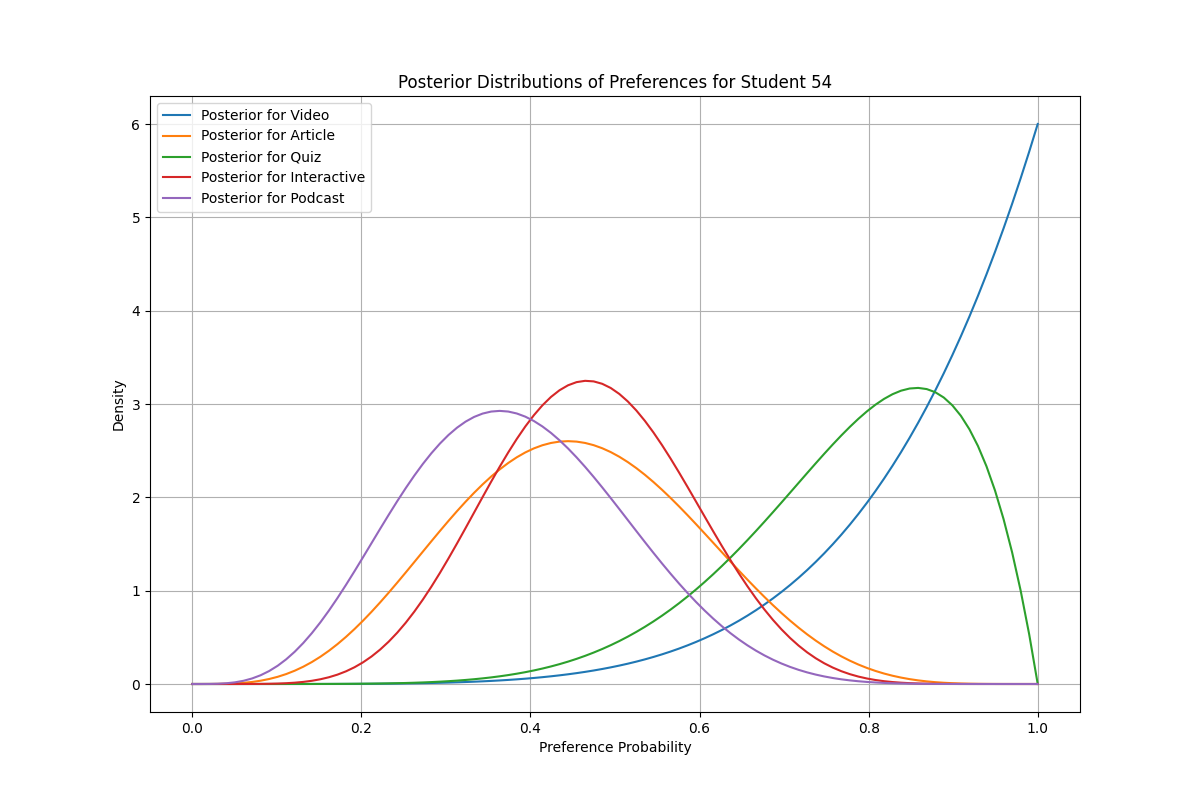 Posterior Distributions of Preferences for Student 54
Posterior for Video
Posterior for Article
Posterior for Quiz
Posterior for Interactive
Posterior for Podcast
6
5
4
3
2
1
0
Density
0.0 0.2 0.4 0.6 0.8 1.0
Preference Probability